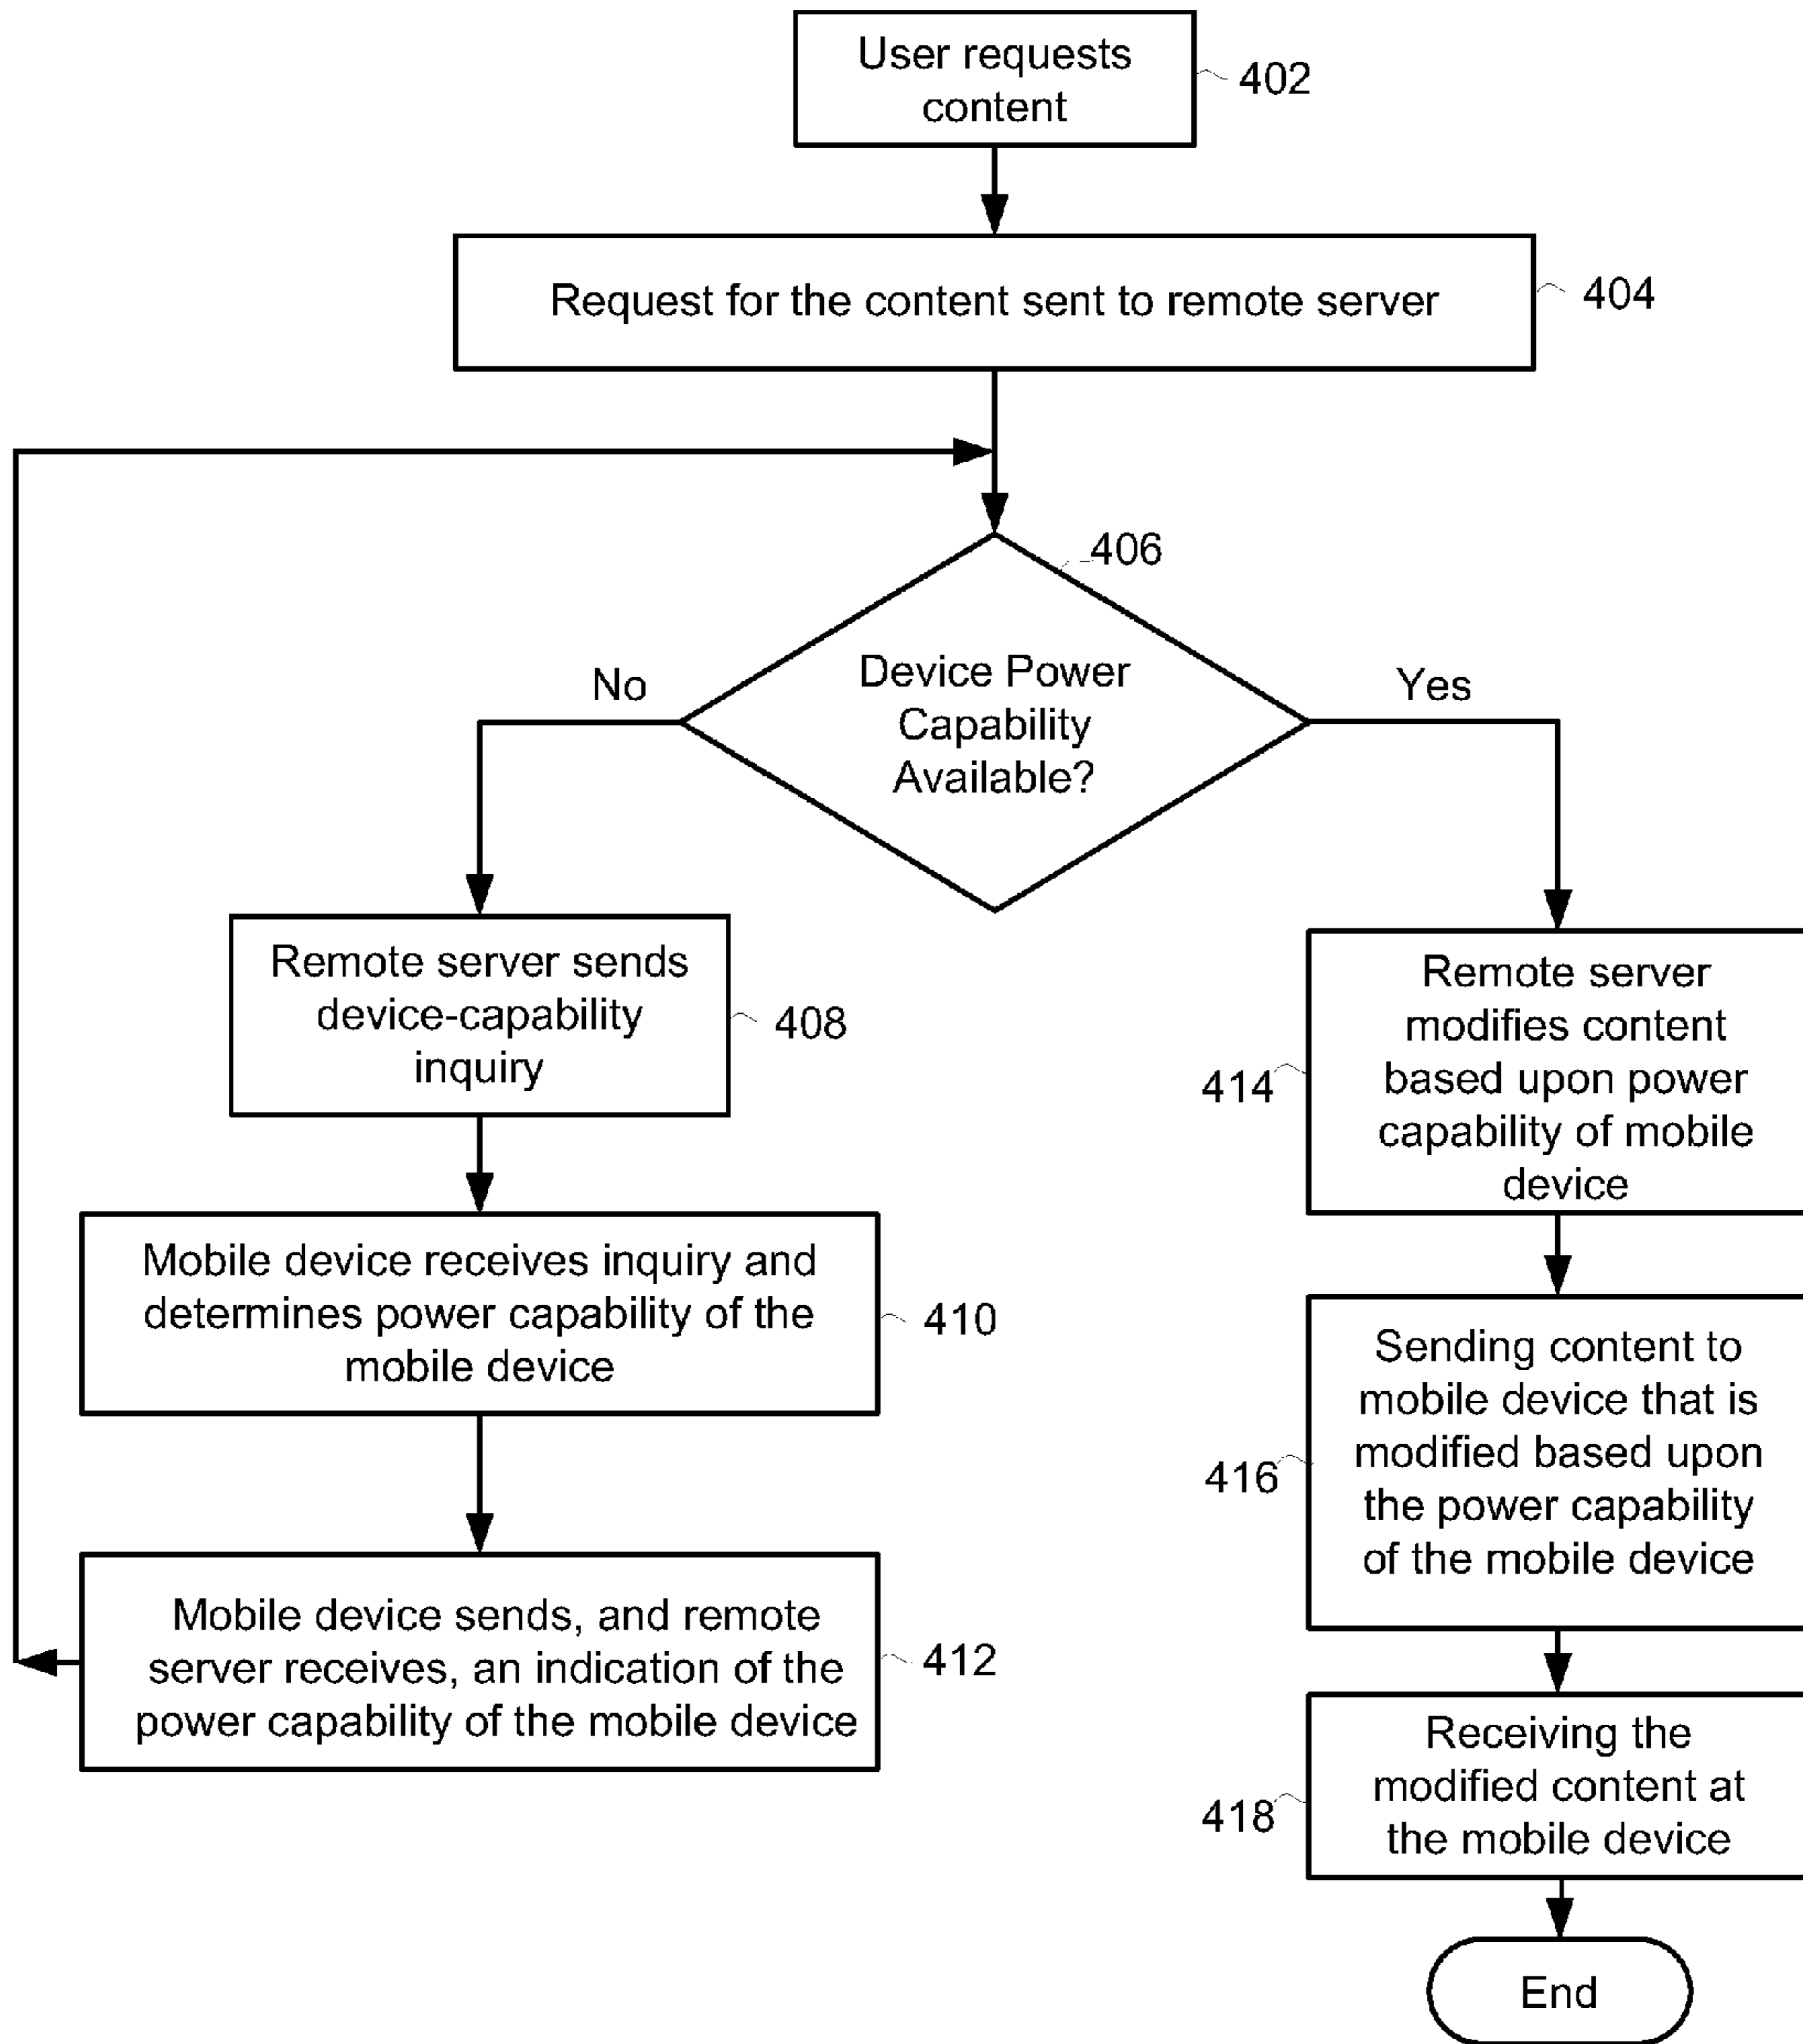 User requests
content
402
Request for the content sent to remote server
404
406
Device Power
Capability
Available?
No
Yes
Remote server sends
device-capability
inquiry
408
Mobile device receives inquiry and
determines power capability of the
mobile device
410
Mobile device sends, and remote
server receives, an indication of the
power capability of the mobile device
412
Remote server
modifies content
based upon power
capability of mobile
device
414
Sending content to
mobile device that is
modified based upon
the power capability
of the mobile device
416
Receiving the
modified content at
the mobile device
418
End